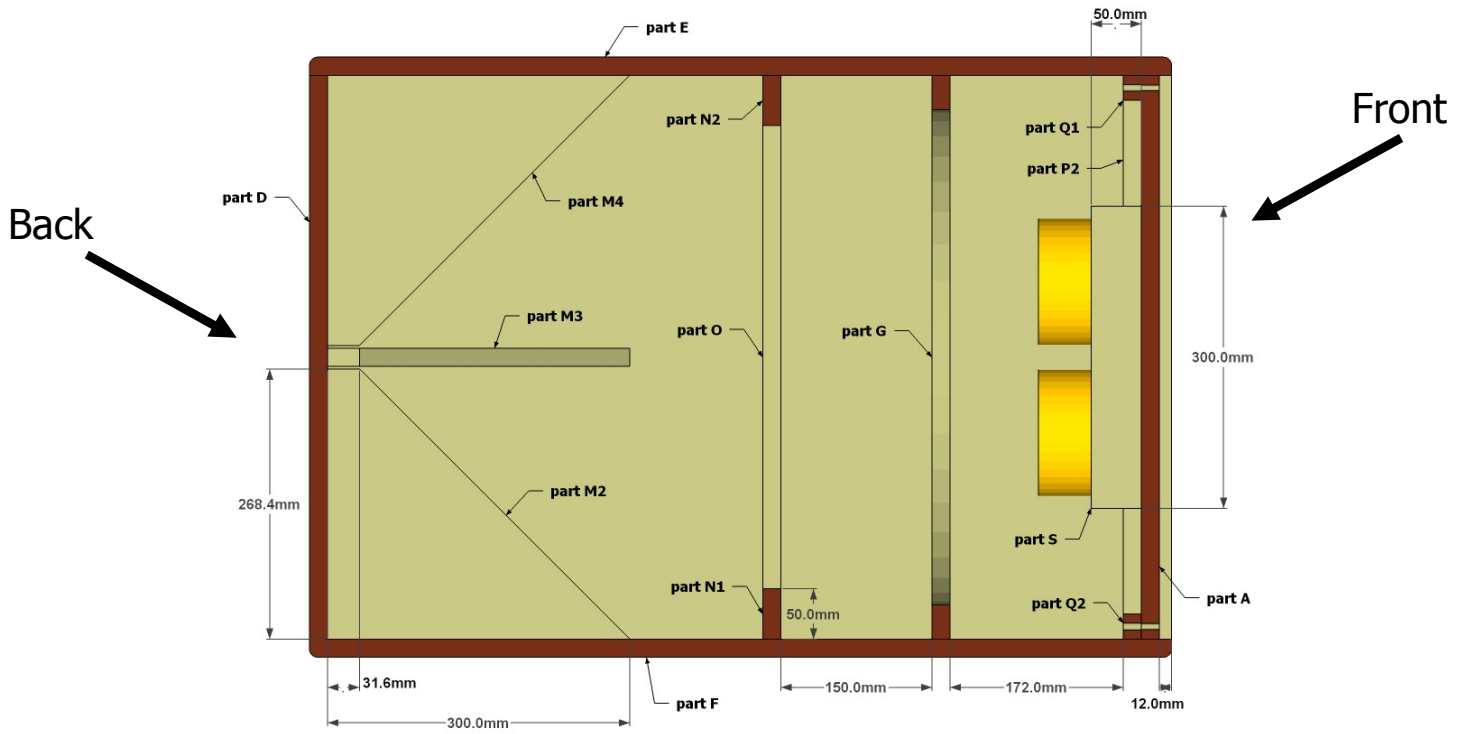 50.0mm
part E
Front
part N2
part Q1
part P2
part D
part M4
Back
part M3
part O
part G
300.0mm
268.4mm
part M2
part S
part N1
50.0mm
part Q2
part A
31.6mm
150.0mm
172.0mm
12.0mm
part F
300.0mm